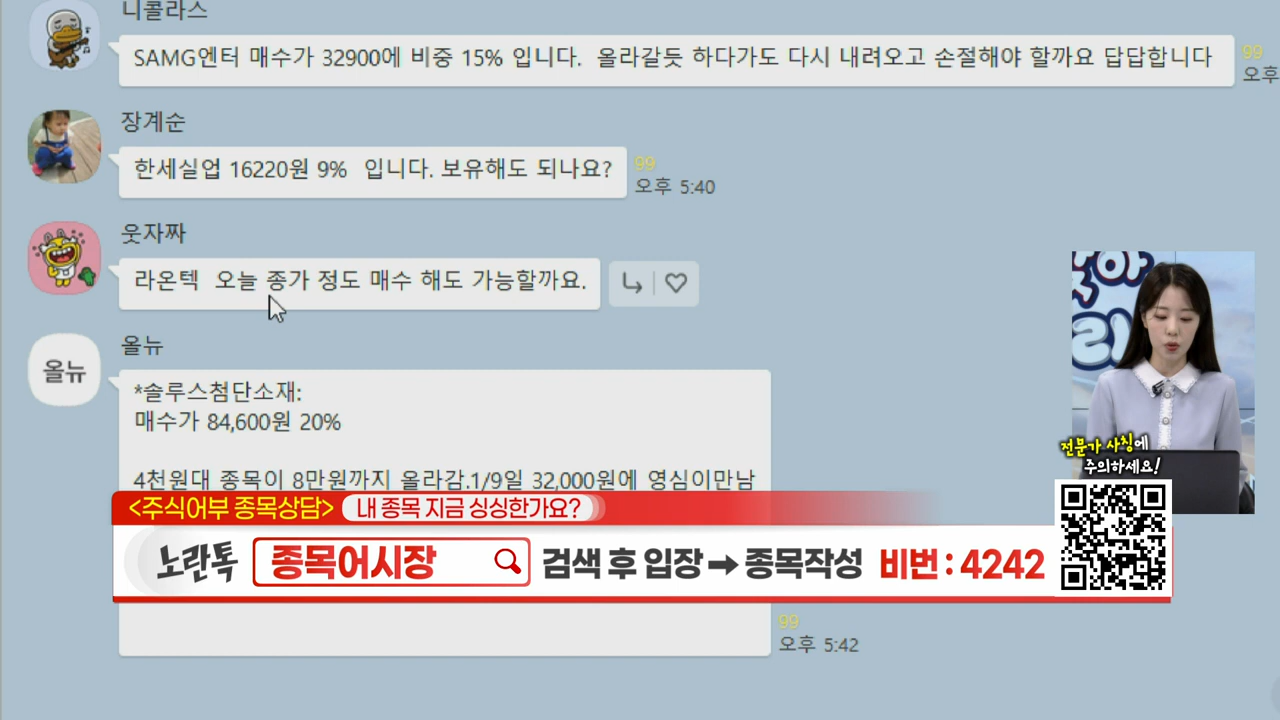 니콜라스
SAMG엔터 매수가 32900에 비중 15% 입니다. 올라갈듯 하다가도 다시 내려오고 손절해야 할까요 답답합니다
99
오후
장계순
한세실업 16220원 9% 입니다. 보유해도 되나요?
99
오후 5:40
웃자짜
라온텍 오늘 종가 정도 매수 해도 가능할까요.
올뉴
올뉴
*솔루스첨단소재:
매수가 84,600원 20%
4천원대 종목이 8만원까지 올라감.1/9일 32,000원에 영심이만남
99
오후 5:42
전문가 사칭에
주의하세요!
<주식어부 종목상담> 내 종목 지금 싱싱한가요?
노란톡 종목어시장 검색 후 입장 → 종목작성 비번 : 4242